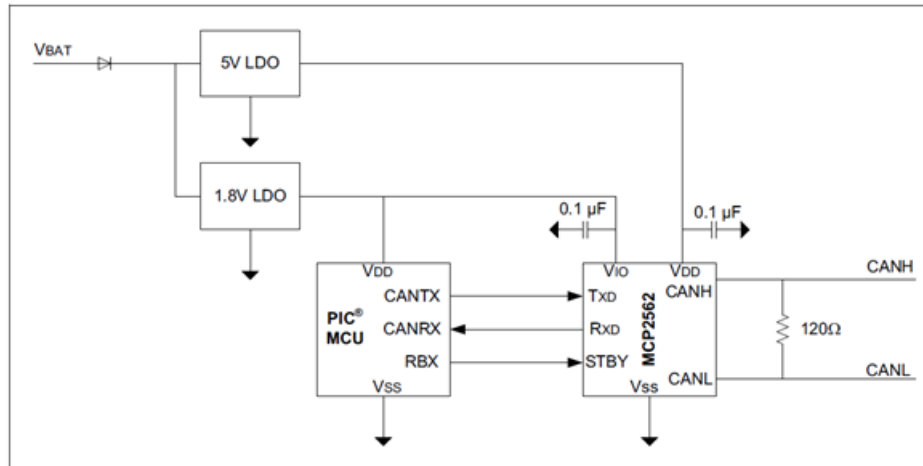 VBAT
5V LDO
1.8V LDO
0.1 µF
0.1 µF
VDD
VIO
VDD
CANTX
TXD
CANH
CANH
PIC®
MCU
CANRX
RXD
MCP2562
120Ω
RBX
STBY
CANL
CANL
VSS
Vss